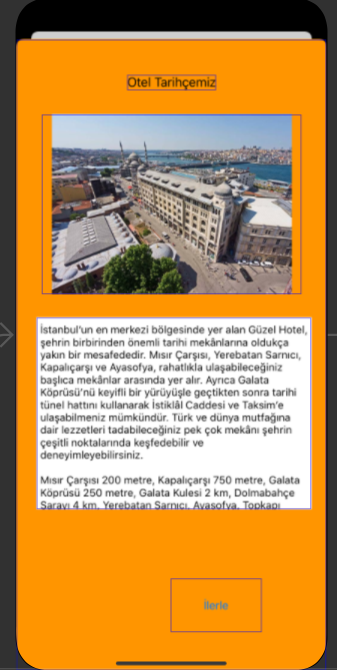 Otel Tarihçemiz
İstanbul'un en merkezi bölgesinde yer alan Güzel Hotel,
şehrin birbirinden önemli tarihi mekânlarına oldukça
yakın bir mesafededir. Mısır Çarşısı, Yerebatan Sarnıcı,
Kapalıçarşı ve Ayasofya, rahatlıkla ulaşabileceğiniz
başlıca mekânlar arasında yer alır. Ayrıca Galata
Köprüsü'nü keyifli bir yürüyüşle geçtikten sonra tarihi
tünel hattını kullanarak İstiklâl Caddesi ve Taksim'e
ulaşabilmeniz mümkündür. Türk ve dünya mutfağına
dair lezzetleri tadabileceğiniz pek çok mekânı şehrin
çeşitli noktalarında keşfedebilir ve
deneyimleyebilirsiniz.
Mısır Çarşısı 200 metre, Kapalıçarşı 750 metre, Galata
Köprüsü 250 metre, Galata Kulesi 2 km, Dolmabahçe
Sarayı 4 km, Yerebatan Sarnıcı, Ayasofya, Topkapı
İlerle